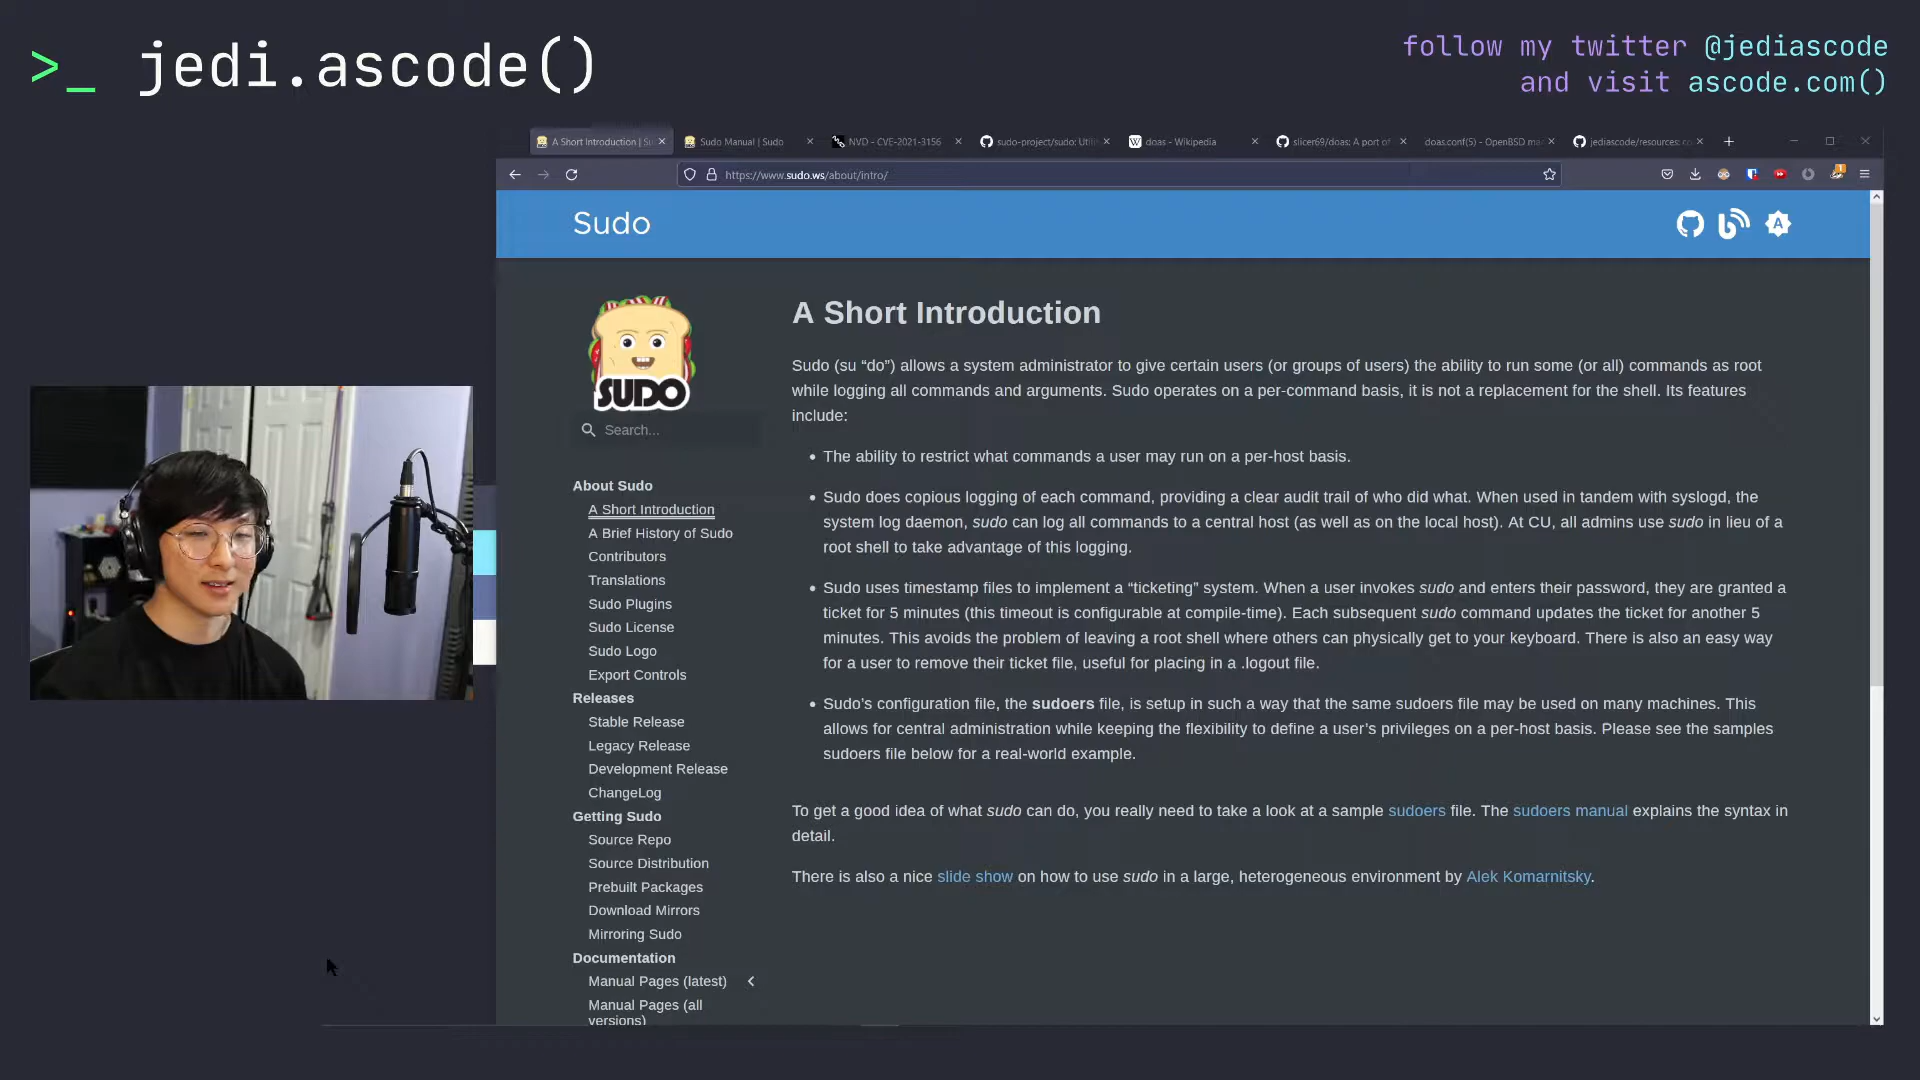 >_ jedi.ascode()
follow my twitter @jediascode
and visit ascode.com()
A Short Introduction | Su
Sudo Manual | Sudo
NVD - CVE-2021-3156
sudo-project/sudo: Utili
doas - Wikipedia
slicer69/doas: A port of
doas.conf(5) - OpenBSD ma
jediascode/resources: co
https://www.sudo.ws/about/intro/
Sudo
SUDO
Search...
About Sudo
A Short Introduction
A Brief History of Sudo
Contributors
Translations
Sudo Plugins
Sudo License
Sudo Logo
Export Controls
Releases
Stable Release
Legacy Release
Development Release
ChangeLog
Getting Sudo
Source Repo
Source Distribution
Prebuilt Packages
Download Mirrors
Mirroring Sudo
Documentation
Manual Pages (latest)
Manual Pages (all
versions)
A Short Introduction
Sudo (su “do”) allows a system administrator to give certain users (or groups of users) the ability to run some (or all) commands as root
while logging all commands and arguments. Sudo operates on a per-command basis, it is not a replacement for the shell. Its features
include:
• The ability to restrict what commands a user may run on a per-host basis.
• Sudo does copious logging of each command, providing a clear audit trail of who did what. When used in tandem with syslogd, the
system log daemon, sudo can log all commands to a central host (as well as on the local host). At CU, all admins use sudo in lieu of a
root shell to take advantage of this logging.
• Sudo uses timestamp files to implement a “ticketing” system. When a user invokes sudo and enters their password, they are granted a
ticket for 5 minutes (this timeout is configurable at compile-time). Each subsequent sudo command updates the ticket for another 5
minutes. This avoids the problem of leaving a root shell where others can physically get to your keyboard. There is also an easy way
for a user to remove their ticket file, useful for placing in a .logout file.
• Sudo’s configuration file, the sudoers file, is setup in such a way that the same sudoers file may be used on many machines. This
allows for central administration while keeping the flexibility to define a user’s privileges on a per-host basis. Please see the samples
sudoers file below for a real-world example.
To get a good idea of what sudo can do, you really need to take a look at a sample sudoers file. The sudoers manual explains the syntax in
detail.
There is also a nice slide show on how to use sudo in a large, heterogeneous environment by Alek Komarnitsky.